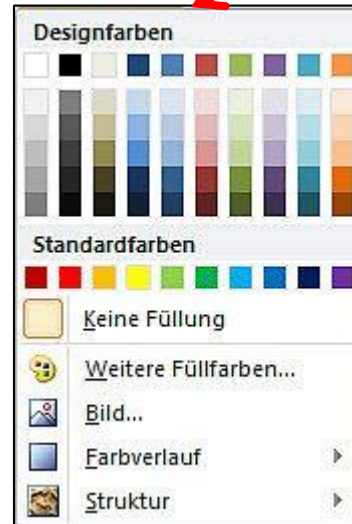 Designfarben
Standardfarben
Keine Füllung
Weitere Füllfarben...
Bild...
Farbverlauf
Struktur